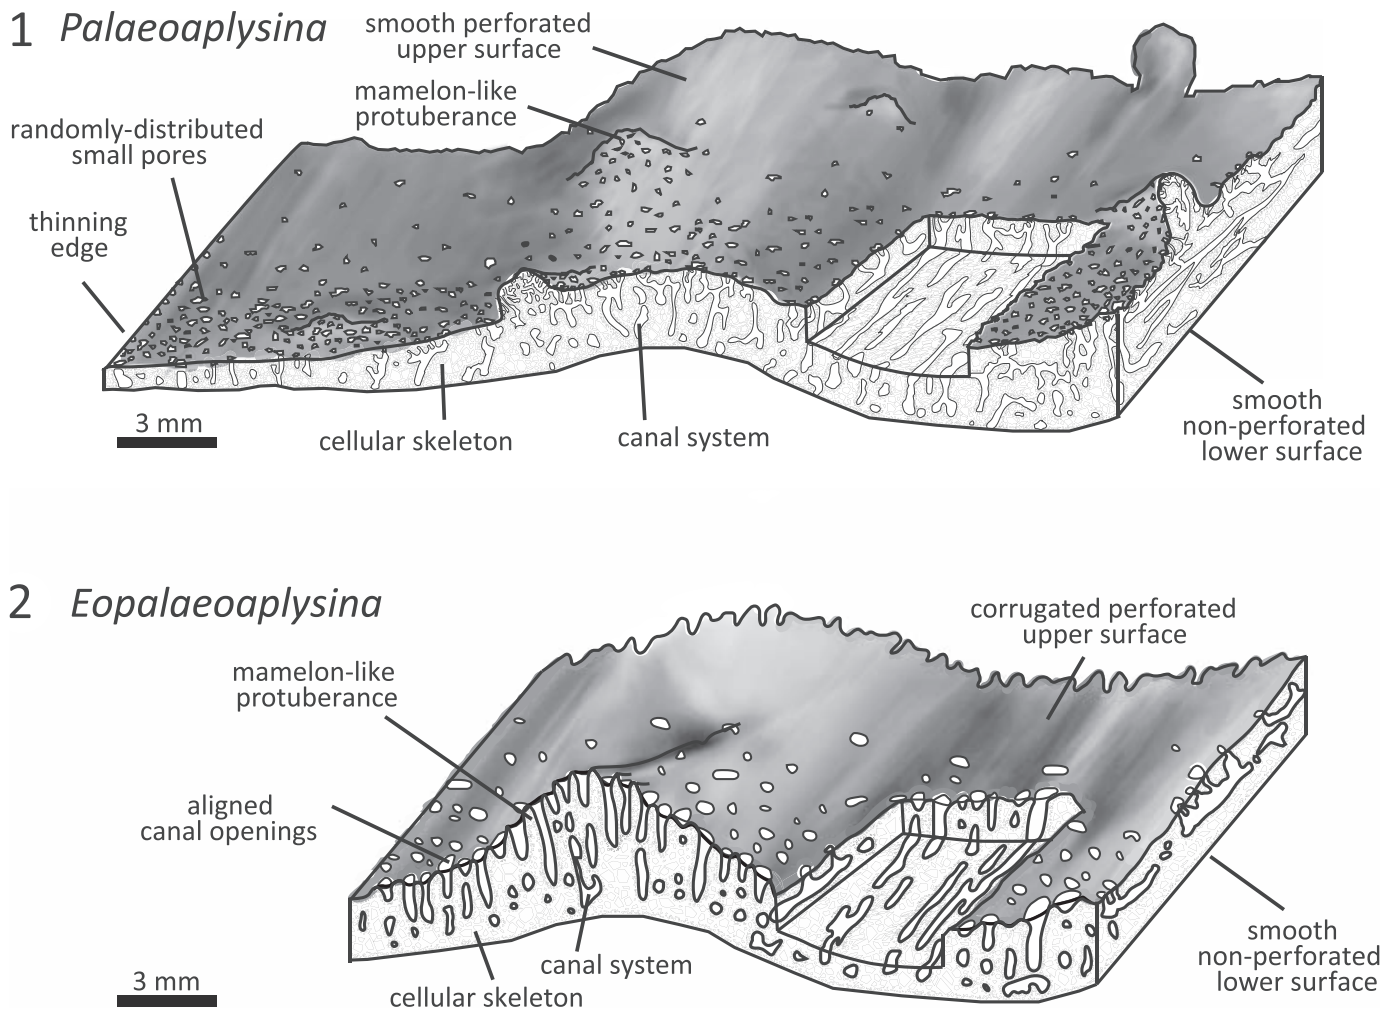 1 Palaeoaplysina
smooth perforated
upper surface
mamelon-like
protuberance
randomly-distributed
small pores
thinning
edge
3 mm
cellular skeleton
canal system
smooth
non-perforated
lower surface
2 Eopalaeoaplysina
corrugated perforated
upper surface
mamelon-like
protuberance
aligned
canal openings
3 mm
cellular skeleton
canal system
smooth
non-perforated
lower surface